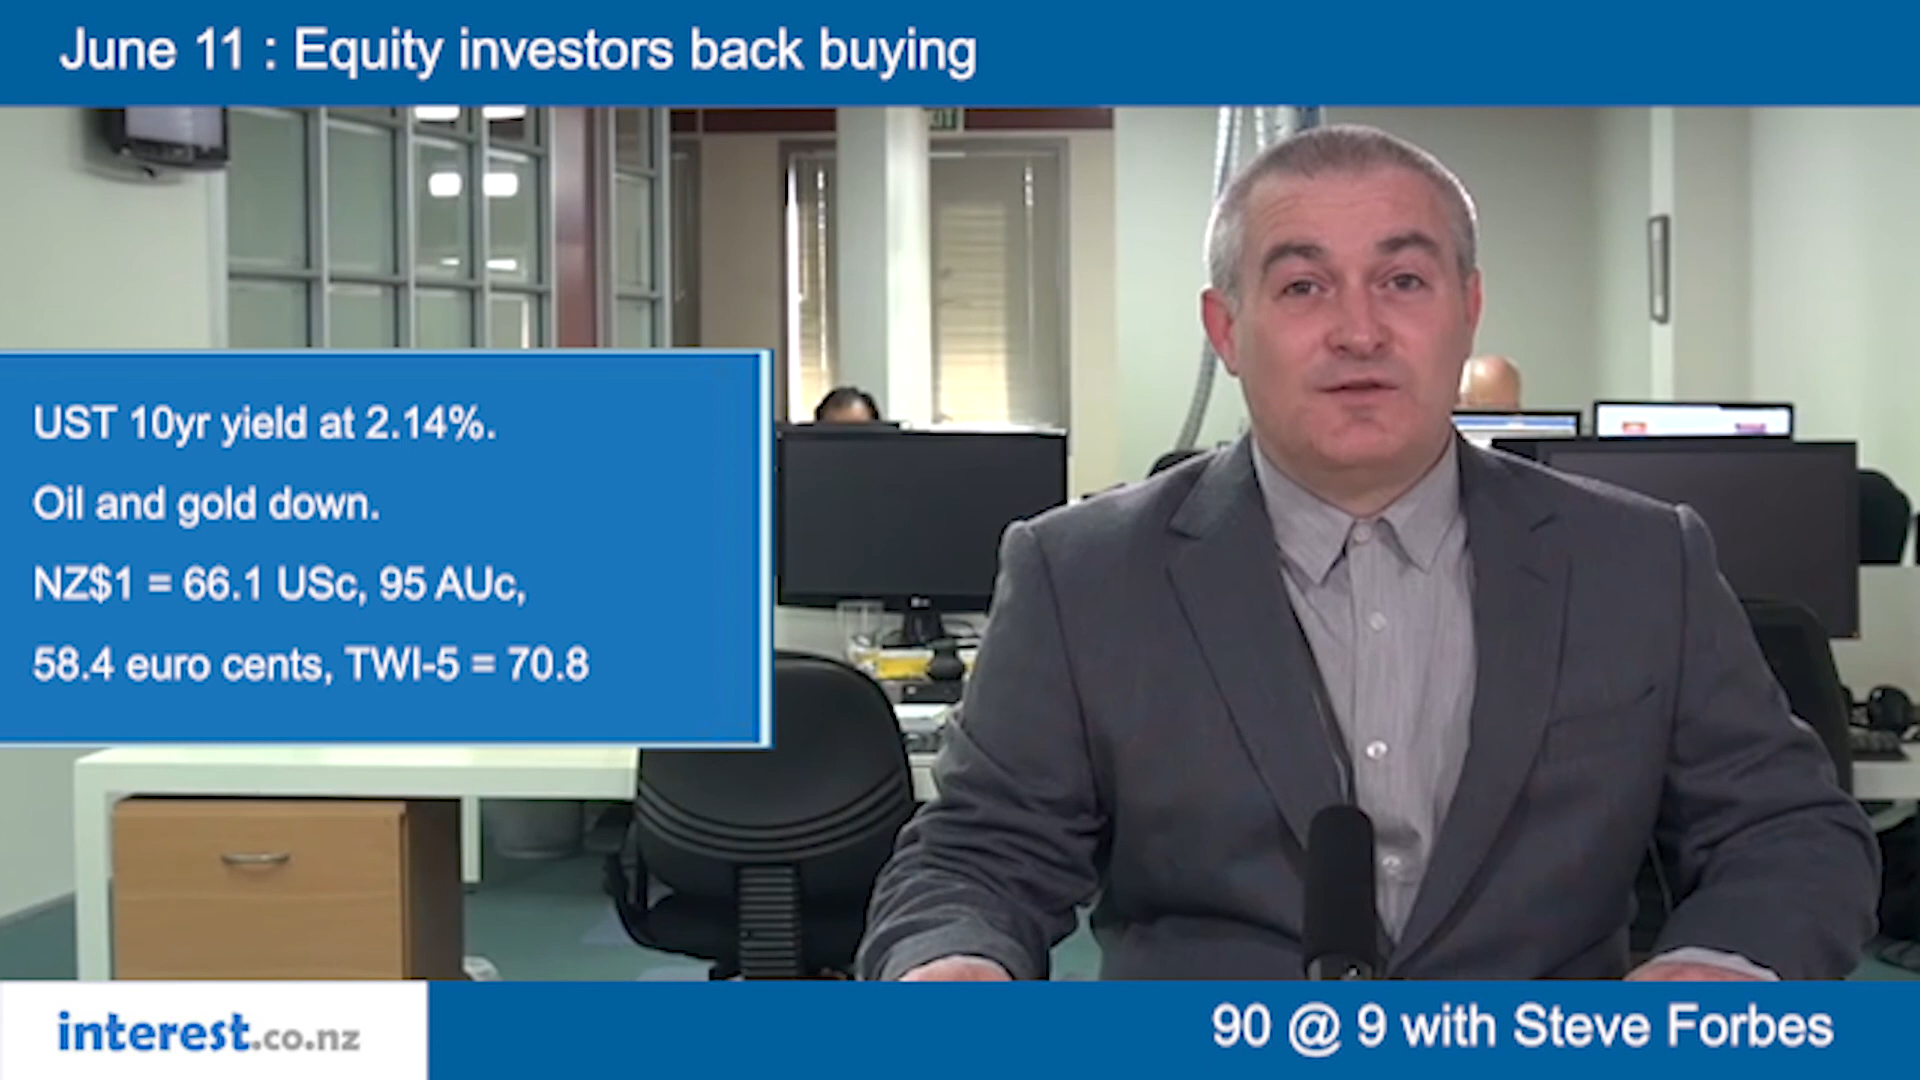 June 11 : Equity investors back buying
UST 10yr yield at 2.14%.
Oil and gold down.
NZ$1 = 66.1 USc, 95 AUc,
58.4 euro cents, TWI-5 = 70.8
interest.co.nz
90 @ 9 with Steve Forbes